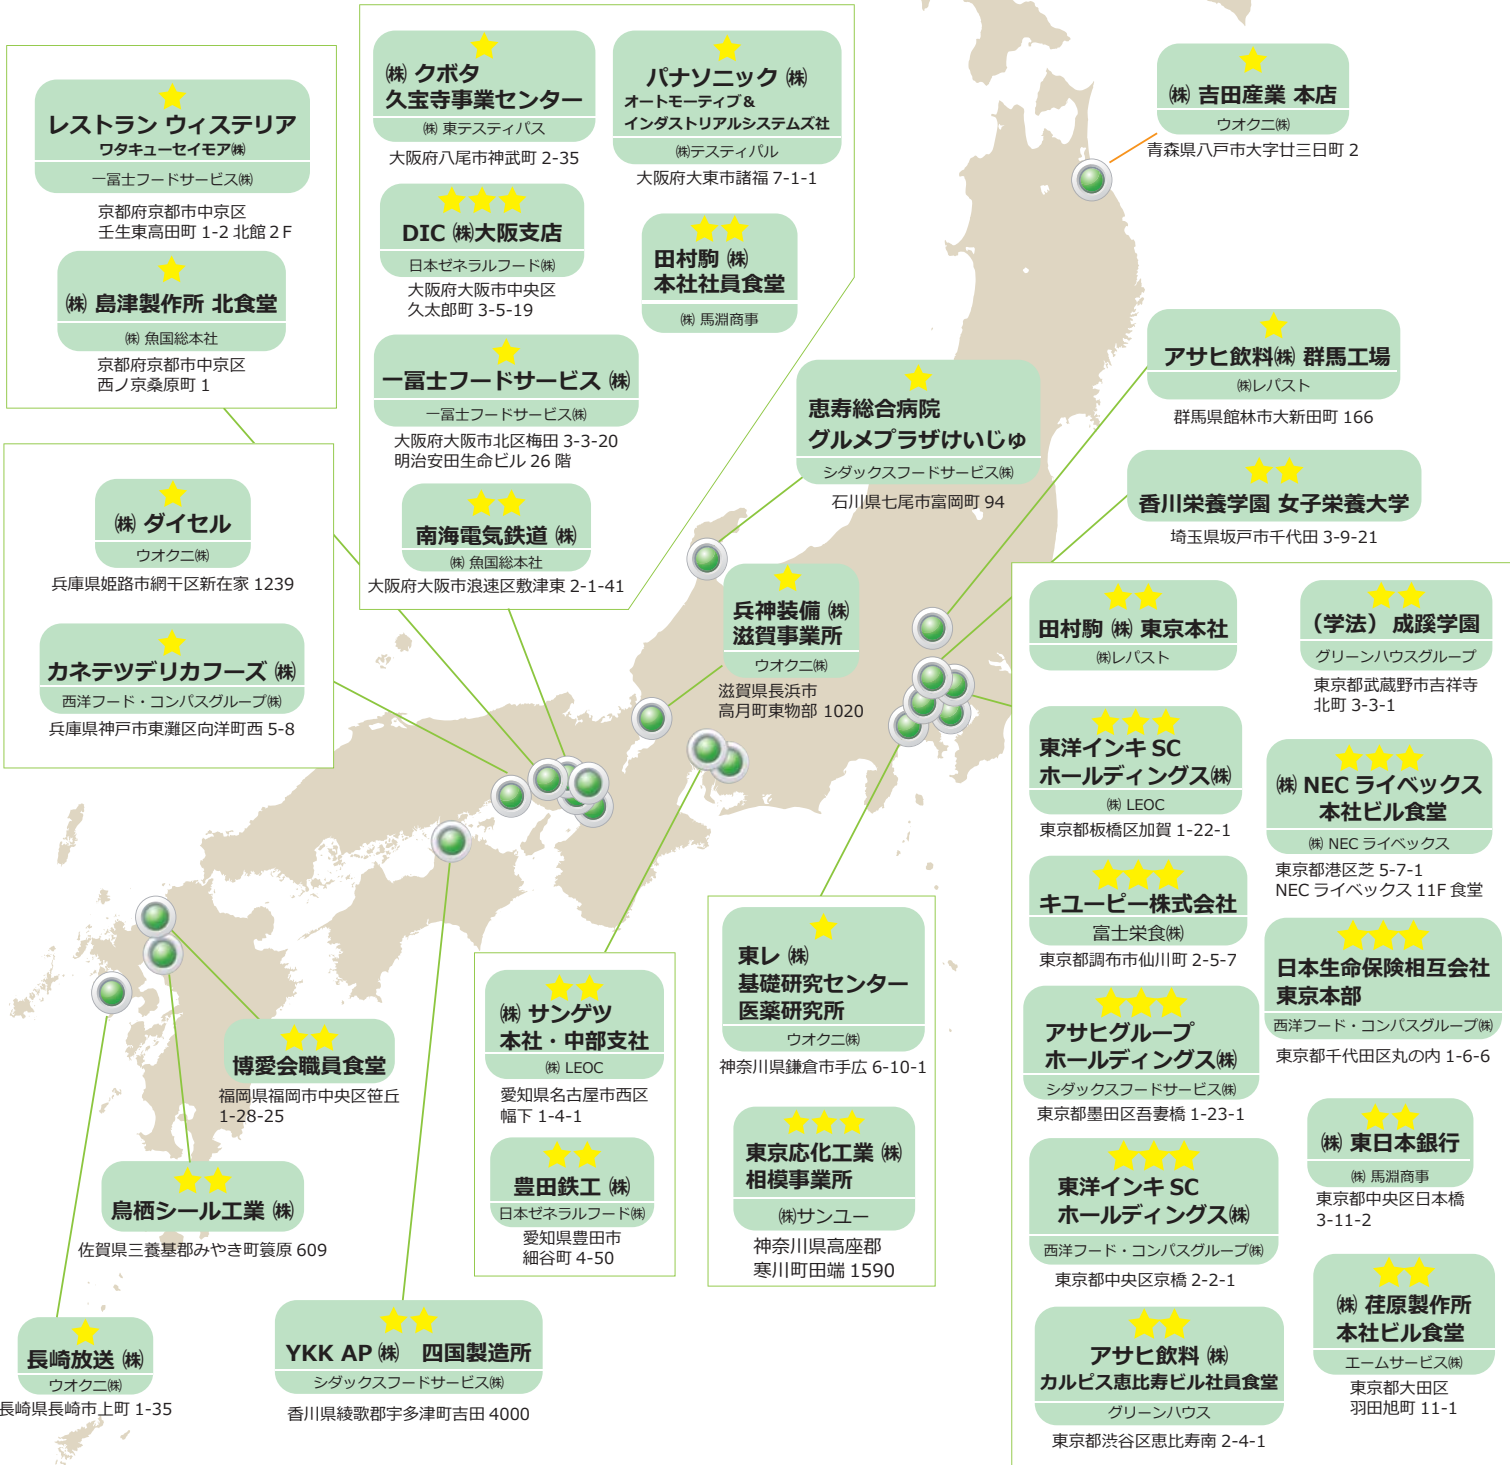 レストラン ウィステリア
ワタキューセイモア㈱
一冨士フードサービス㈱
京都府京都市中京区
壬生東高田町 1-2 北館 2 F
㈱ 島津製作所 北食堂
㈱ 魚国総本社
京都府京都市中京区
西ノ京桑原町 1
㈱ クボタ
久宝寺事業センター
㈱ 東テスティパス
大阪府八尾市神武町 2-35
パナソニック ㈱
オートモーティブ＆
インダストリアルシステムズ社
㈱テスティパル
大阪府大東市諸福 7-1-1
DIC ㈱大阪支店
日本ゼネラルフード㈱
大阪府大阪市中央区
久太郎町 3-5-19
田村駒 ㈱
本社社員食堂
㈱ 馬淵商事
一冨士フードサービス ㈱
一冨士フードサービス㈱
大阪府大阪市北区梅田 3-3-20
明治安田生命ビル 26 階
南海電気鉄道 ㈱
㈱ 魚国総本社
大阪府大阪市浪速区敷津東 2-1-41
㈱ 吉田産業 本店
ウオクニ㈱
青森県八戸市大字廿三日町 2
アサヒ飲料㈱ 群馬工場
㈱レパスト
群馬県館林市大新田町 166
恵寿総合病院
グルメプラザけいじゅ
シダックスフードサービス㈱
石川県七尾市富岡町 94
香川栄養学園 女子栄養大学
埼玉県坂戸市千代田 3-9-21
㈱ ダイセル
ウオクニ㈱
兵庫県姫路市網干区新在家 1239
カネテツデリカフーズ ㈱
西洋フード・コンパスグループ㈱
兵庫県神戸市東灘区向洋町西 5-8
兵神装備 ㈱
滋賀事業所
ウオクニ㈱
滋賀県長浜市
高月町東物部 1020
田村駒 ㈱ 東京本社
㈱レパスト
（学法）成蹊学園
グリーンハウスグループ
東京都武蔵野市吉祥寺
北町 3-3-1
東洋インキ SC
ホールディングス㈱
㈱ LEOC
東京都板橋区加賀 1-22-1
㈱ NEC ライベックス
本社ビル食堂
㈱ NEC ライベックス
東京都港区芝 5-7-1
NEC ライベックス 11F 食堂
キユーピー株式会社
富士栄食㈱
東京都調布市仙川町 2-5-7
日本生命保険相互会社
東京本部
西洋フード・コンパスグループ㈱
東京都千代田区丸の内 1-6-6
アサヒグループ
ホールディングス㈱
シダックスフードサービス㈱
東京都墨田区吾妻橋 1-23-1
㈱ 東日本銀行
㈱ 馬淵商事
東京都中央区日本橋
3-11-2
東洋インキ SC
ホールディングス㈱
西洋フード・コンパスグループ㈱
東京都中央区京橋 2-2-1
㈱ 荏原製作所
本社ビル食堂
エームサービス㈱
東京都大田区
羽田旭町 11-1
アサヒ飲料 ㈱
カルピス恵比寿ビル社員食堂
グリーンハウス
東京都渋谷区恵比寿南 2-4-1
東レ ㈱
基礎研究センター
医薬研究所
ウオクニ㈱
神奈川県鎌倉市手広 6-10-1
東京応化工業 ㈱
相模事業所
㈱サンユー
神奈川県高座郡
寒川町田端 1590
㈱ サンゲツ
本社・中部支社
㈱ LEOC
愛知県名古屋市西区
幅下 1-4-1
豊田鉄工 ㈱
日本ゼネラルフード㈱
愛知県豊田市
細谷町 4-50
博愛会職員食堂
福岡県福岡市中央区笹丘
1-28-25
鳥栖シール工業 ㈱
佐賀県三養基郡みやき町簑原 609
長崎放送 ㈱
ウオクニ㈱
長崎県長崎市上町 1-35
YKK AP ㈱　四国製造所
シダックスフードサービス㈱
香川県綾歌郡宇多津町吉田 4000